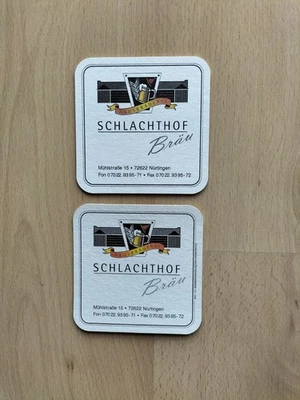 SCHLACHTHOF
Bräu
Mühlstraße 15 • 72622 Nürtingen
Fon 07022. 9395-71 • Fax 07022. 9395-72
SCHLACHTHOF
Bräu
Mühlstraße 15 • 72622 Nürtingen
Fon 07022. 9395-71 • Fax 07022. 9395-72